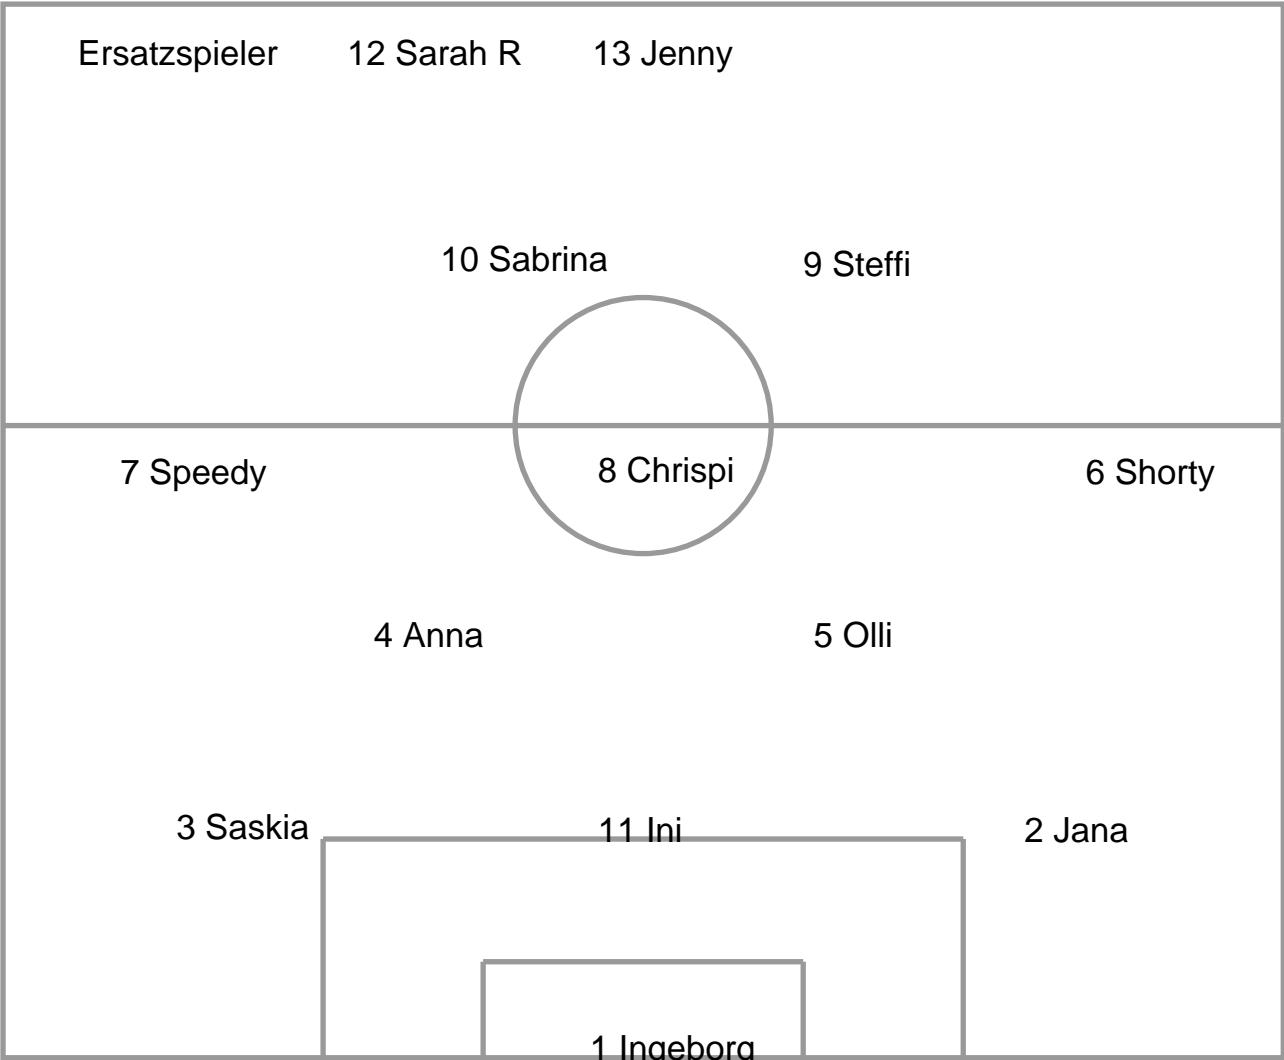 Ersatzspieler 12 Sarah R 13 Jenny
10 Sabrina 9 Steffi
7 Speedy 8 Chrispi 6 Shorty
4 Anna 5 Olli
3 Saskia 11 Ini 2 Jana
1 Ingeborg